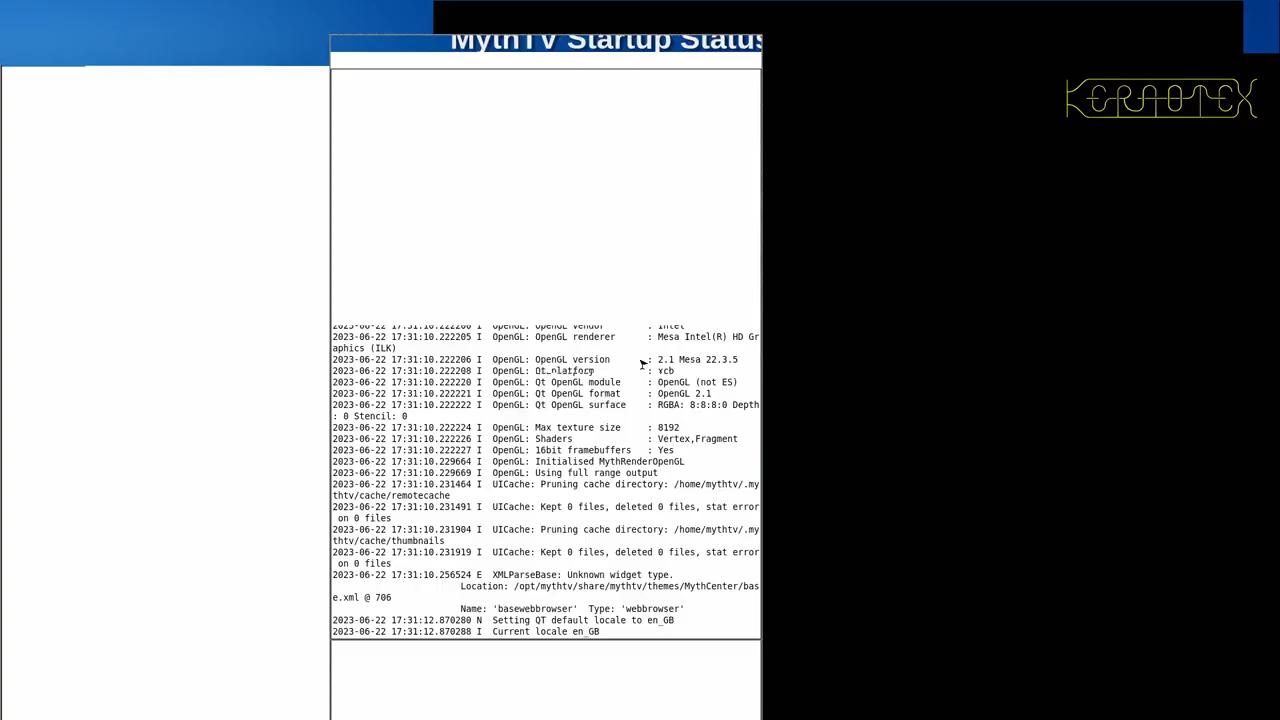 MythTV Startup Status
KERAOTEX
2023-06-22 17:31:10.222200 I  OpenGL: OpenGL vendor       : Intel
2023-06-22 17:31:10.222205 I  OpenGL: OpenGL renderer     : Mesa Intel(R) HD Gr
aphics (ILK)
2023-06-22 17:31:10.222206 I  OpenGL: OpenGL version      : 2.1 Mesa 22.3.5
2023-06-22 17:31:10.222208 I  OpenGL: Qt platform         : xcb
2023-06-22 17:31:10.222220 I  OpenGL: Qt OpenGL module    : OpenGL (not ES)
2023-06-22 17:31:10.222221 I  OpenGL: Qt OpenGL format    : OpenGL 2.1
2023-06-22 17:31:10.222222 I  OpenGL: Qt OpenGL surface   : RGBA: 8:8:8:0 Depth
: 0 Stencil: 0
2023-06-22 17:31:10.222224 I  OpenGL: Max texture size    : 8192
2023-06-22 17:31:10.222226 I  OpenGL: Shaders             : Vertex,Fragment
2023-06-22 17:31:10.222227 I  OpenGL: 16bit framebuffers  : Yes
2023-06-22 17:31:10.229664 I  OpenGL: Initialised MythRenderOpenGL
2023-06-22 17:31:10.229669 I  OpenGL: Using full range output
2023-06-22 17:31:10.231464 I  UICache: Pruning cache directory: /home/mythtv/.my
thtv/cache/remotecache
2023-06-22 17:31:10.231491 I  UICache: Kept 0 files, deleted 0 files, stat error
 on 0 files
2023-06-22 17:31:10.231904 I  UICache: Pruning cache directory: /home/mythtv/.my
thtv/cache/thumbnails
2023-06-22 17:31:10.231919 I  UICache: Kept 0 files, deleted 0 files, stat error
 on 0 files
2023-06-22 17:31:10.256524 E  XMLParseBase: Unknown widget type.
Location: /opt/mythtv/share/mythtv/themes/MythCenter/bas
e.xml @ 706
Name: 'basewebbrowser'  Type: 'webbrowser'
2023-06-22 17:31:12.870280 N  Setting QT default locale to en_GB
2023-06-22 17:31:12.870288 I  Current locale en_GB